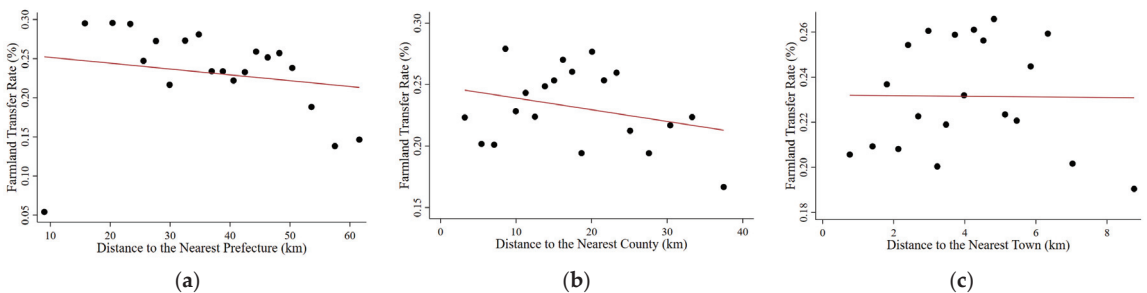 Farmland Transfer Rate (%)
0.30
0.25
0.20
0.15
0.10
0.05
10 20 30 40 50 60
Distance to the Nearest Prefecture (km)
(a)
Farmland Transfer Rate (%)
0.30
0.25
0.20
0.15
0 10 20 30 40
Distance to the Nearest County (km)
(b)
Farmland Transfer Rate (%)
0.26
0.24
0.22
0.20
0.18
0 2 4 6 8
Distance to the Nearest Town (km)
(c)